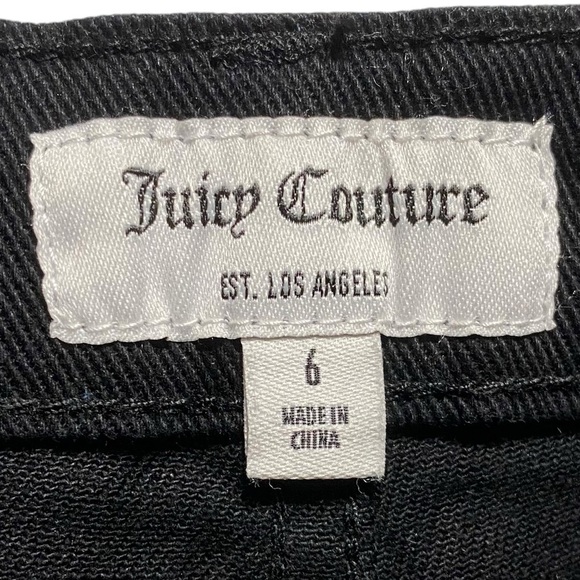 Juicy Couture
EST. LOS ANGELES
6
MADE IN
CHINA